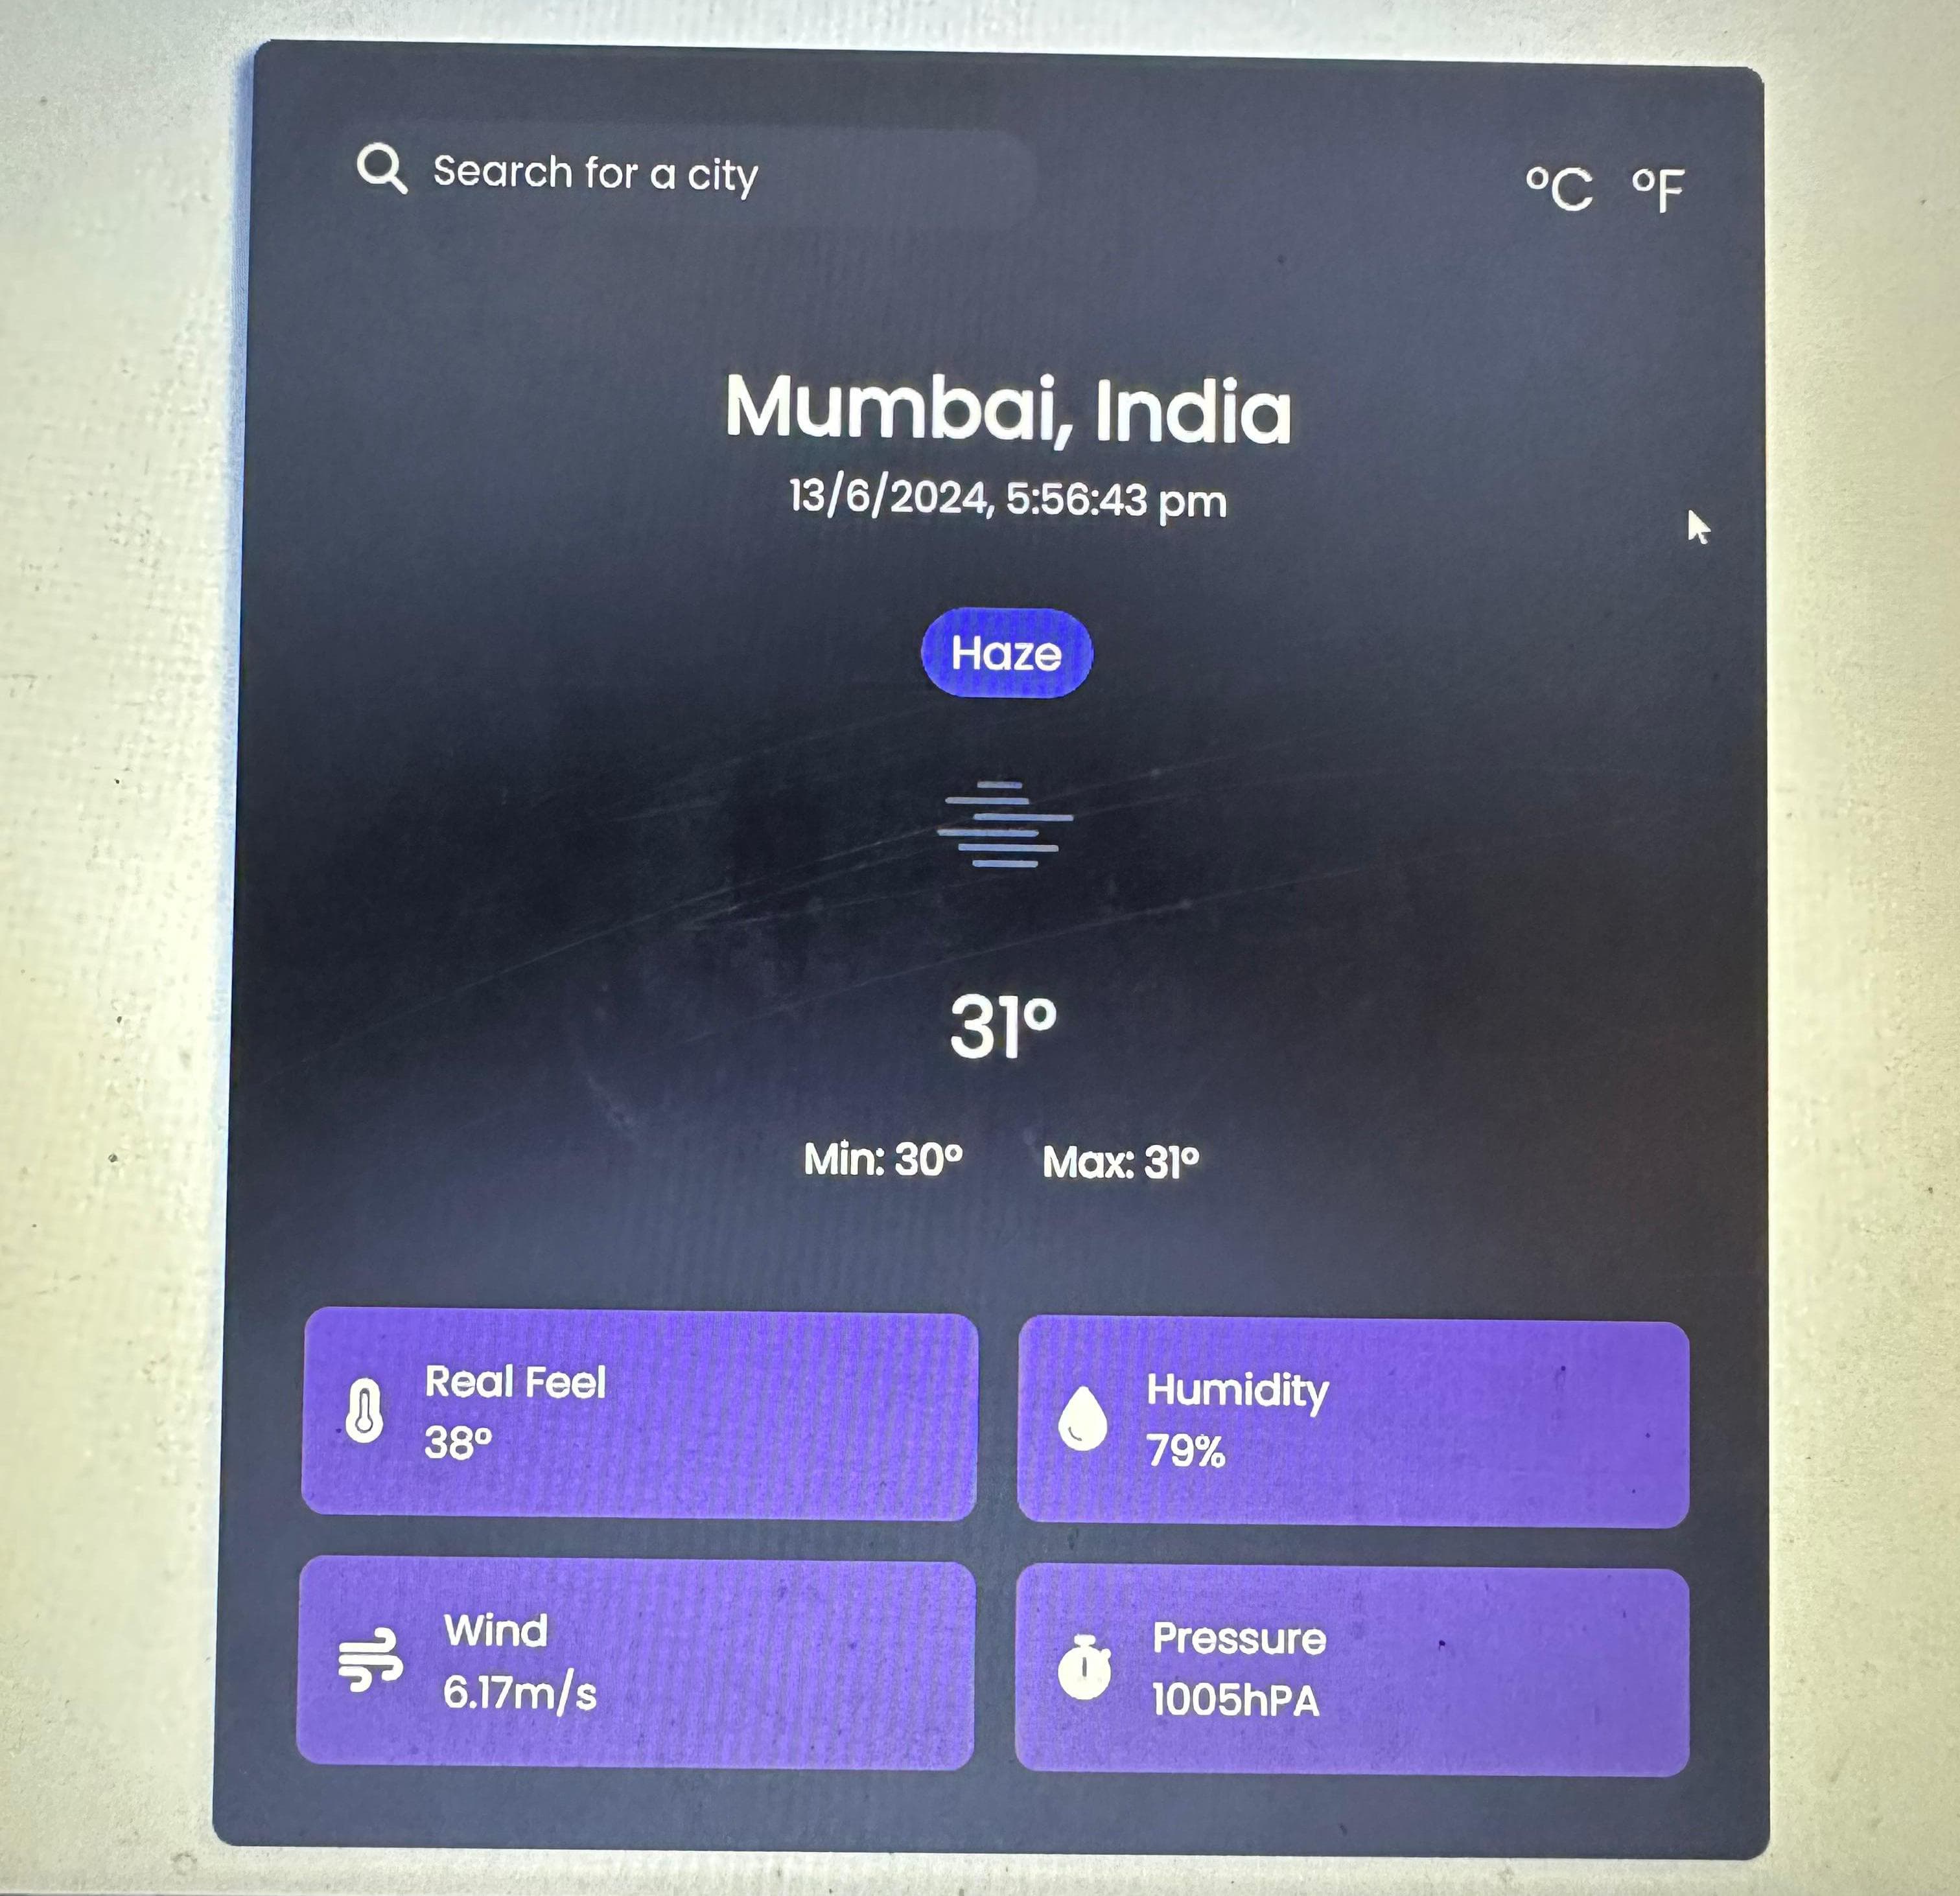 Search for a city
°C °F
Mumbai, India
13/6/2024, 5:56:43 pm
Haze
31°
Min: 30° Max: 31°
Real Feel
38°
Humidity
79%
Wind
6.17m/s
Pressure
1005hPA